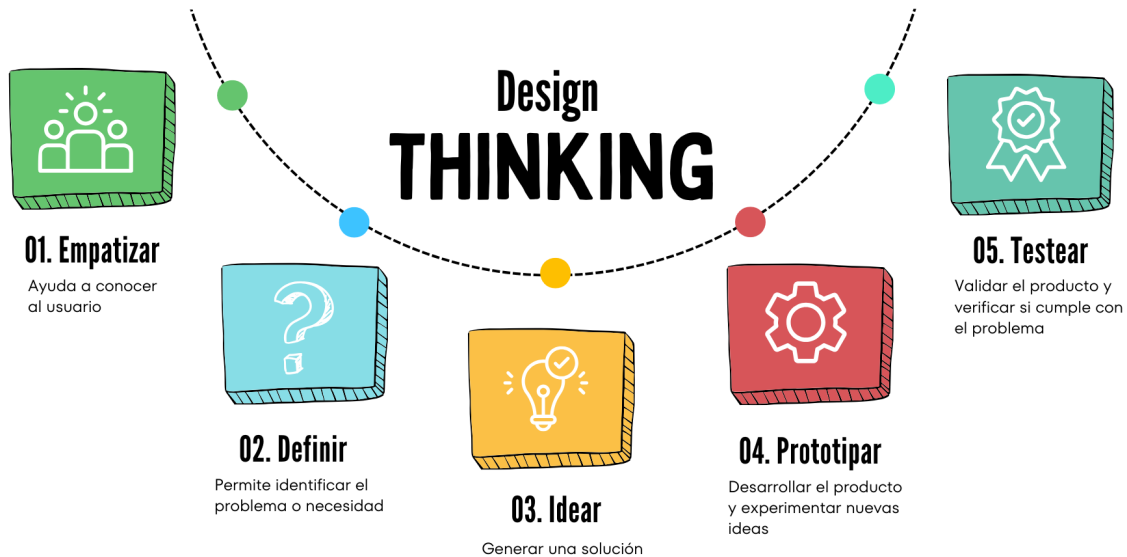 Design
THINKING
01. Empatizar
Ayuda a conocer
al usuario
02. Definir
Permite identificar el
problema o necesidad
03. Idear
Generar una solución
04. Prototipar
Desarrollar el producto
y experimentar nuevas
ideas
05. Testear
Validar el producto y
verificar si cumple con
el problema